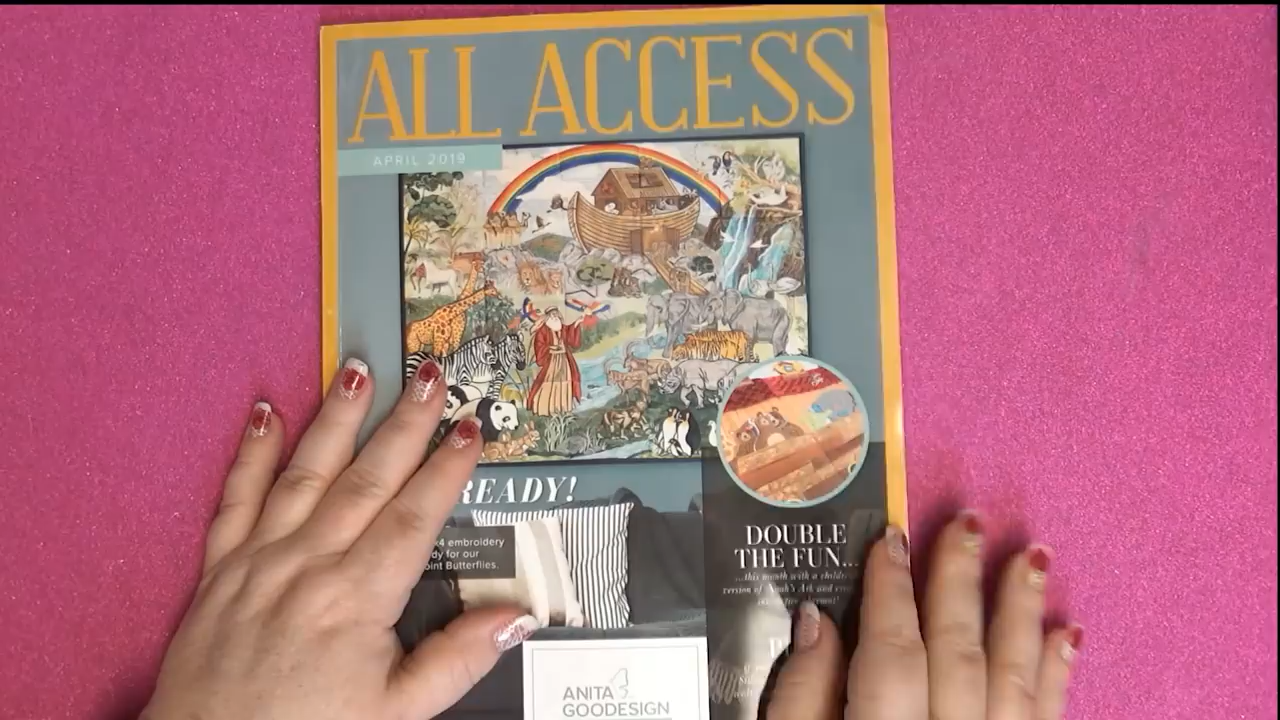 ALL ACCESS
APRIL 2019
READY!
x4 embroidery
dy for our
oint Butterflies.
DOUBLE
THE FUN...
...this month with a children
version of Noah's Ark and
ANITA
GOODESIGN